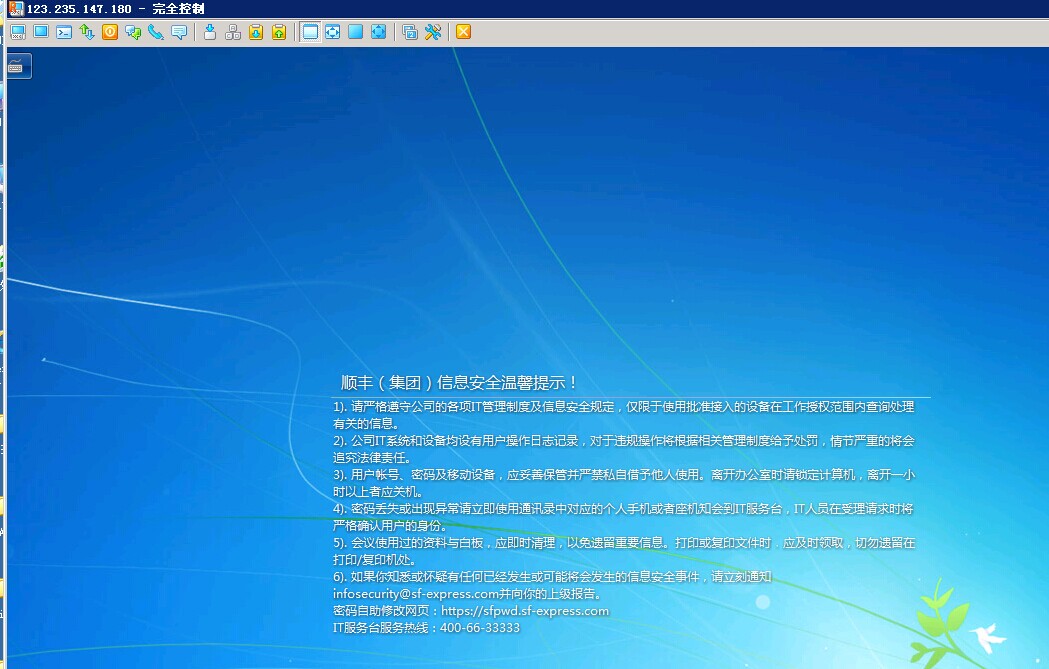 123.235.147.180 - 完全控制
顺丰（集团）信息安全温馨提示！
1). 请严格遵守公司的各项IT管理制度及信息安全规定，仅限于使用批准接入的设备在工作授权范围内查询处理
有关的信息。
2). 公司IT系统和设备均设有用户操作日志记录，对于违规操作将根据相关管理制度给予处罚，情节严重的将会
追究法律责任。
3). 用户帐号、密码及移动设备，应妥善保管并严禁私自借予他人使用。离开办公室时请锁定计算机，离开一小
时以上者应关机。
4). 密码丢失或出现异常请立即使用通讯录中对应的个人手机或者座机知会到IT服务台，IT人员在受理请求时将
严格确认用户的身份。
5). 会议使用过的资料与白板，应即时清理，以免遗留重要信息。打印或复印文件时，应及时领取，切勿遗留在
打印/复印机处。
6). 如果你知悉或怀疑有任何已经发生或可能将会发生的信息安全事件，请立刻通知
infosecurity@sf-express.com并向你的上级报告。
密码自助修改网页：https://sfpwd.sf-express.com
IT服务台服务热线：400-66-33333